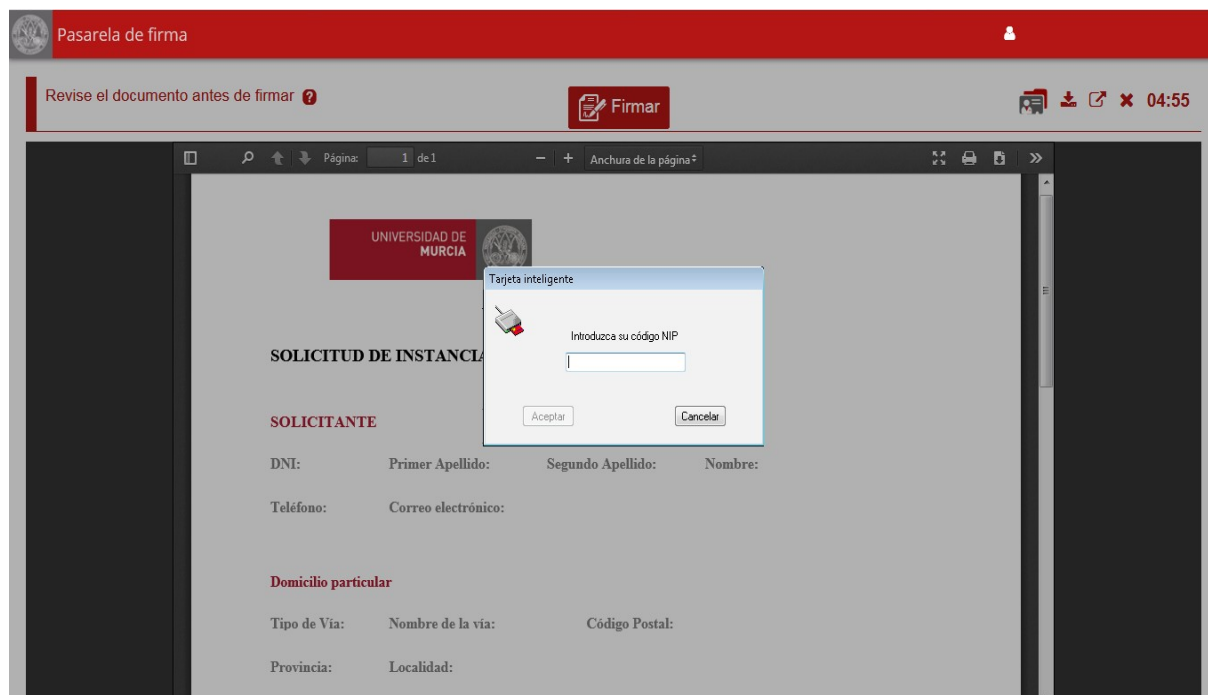 Pasarela de firma
Revise el documento antes de firmar ?
Firmar
04:55
Página: 1 de 1
Anchura de la página
UNIVERSIDAD DE
MURCIA
Tarjeta inteligente
Introduzca su código NIP
Aceptar Cancelar
SOLICITUD DE INSTANCIA
SOLICITANTE
DNI: Primer Apellido: Segundo Apellido: Nombre:
Teléfono: Correo electrónico:
Domicilio particular
Tipo de Vía: Nombre de la vía: Código Postal:
Provincia: Localidad: